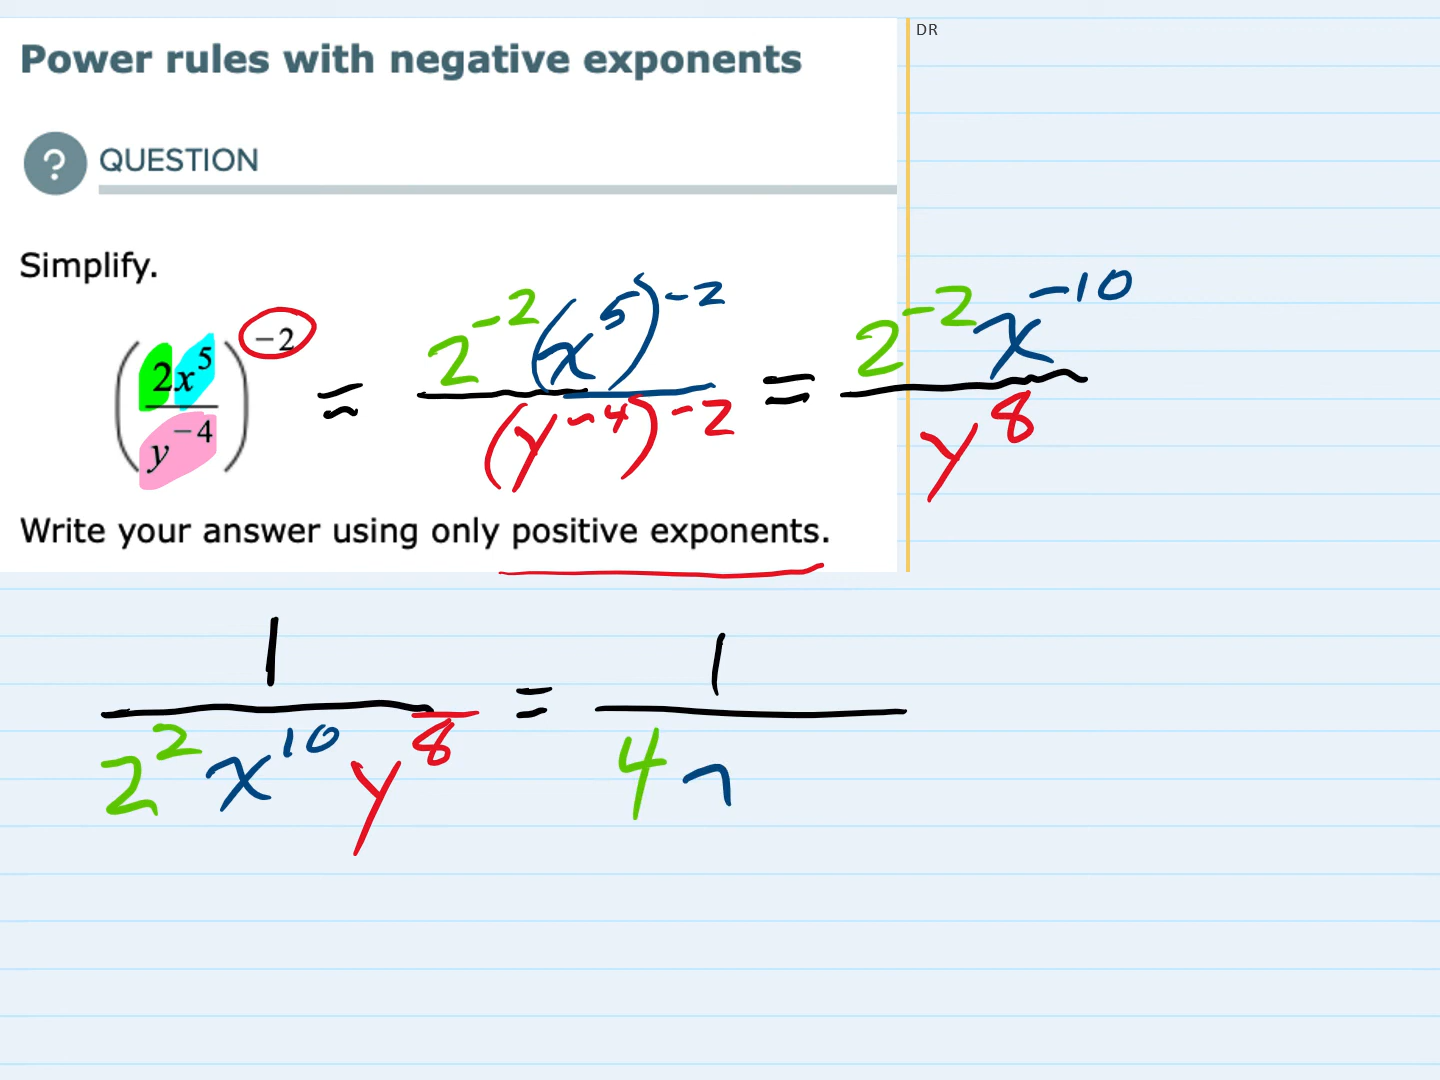 Power rules with negative exponents
DR
? QUESTION
Simplify.
(2x^5 / y^-4)^-2 = 2^-2 (x^5)^-2 / (y^-4)^-2 = 2^-2 x^-10 / y^8
Write your answer using only positive exponents.
1 / 2^2 x^10 y^8 = 1 / 4